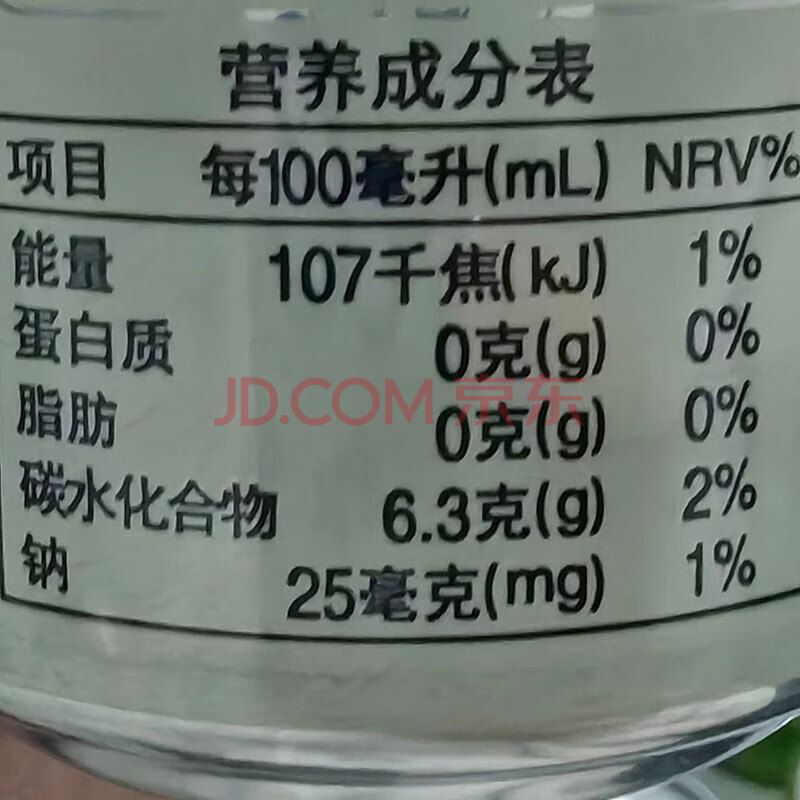 营养成分表
项目 每100毫升(mL) NRV%
能量 107千焦(kJ) 1%
蛋白质 0克(g) 0%
脂肪 0克(g) 0%
JD.COM 京东
碳水化合物 6.3克(g) 2%
钠 25毫克(mg) 1%